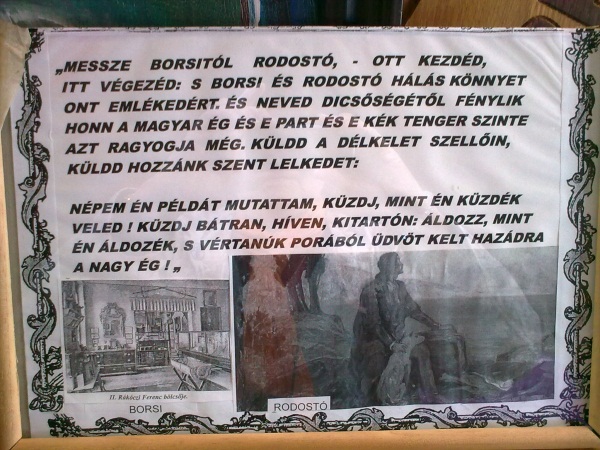 „MESSZE BORSITÓL RODOSTÓ, - OTT KEZDÉD,
ITT VÉGEZÉD: S BORSI ÉS RODOSTÓ HÁLÁS KÖNNYET
ONT EMLÉKEDÉRT. ÉS NEVED DICSŐSÉGÉTŐL FÉNYLIK
HONN A MAGYAR ÉG ÉS E PART ÉS E KÉK TENGER SZINTE
AZT RAGYOGJA MÉG. KÜLDD A DÉLKELET SZELLŐIN,
KÜLDD HOZZÁNK SZENT LELKEDET:
NÉPEM ÉN PÉLDÁT MUTATTAM, KÜZDJ, MINT ÉN KÜZDÉK
VELED ! KÜZDJ BÁTRAN, HÍVEN, KITARTÓN: ÁLDOZZ, MINT
ÉN ÁLDOZÉK, S VÉRTANÚK PORÁBÓL ÜDVÖT KELT HAZÁDRA
A NAGY ÉG ! „
II. Rákóczi Ferenc bölcsője
BORSI
RODOSTÓ